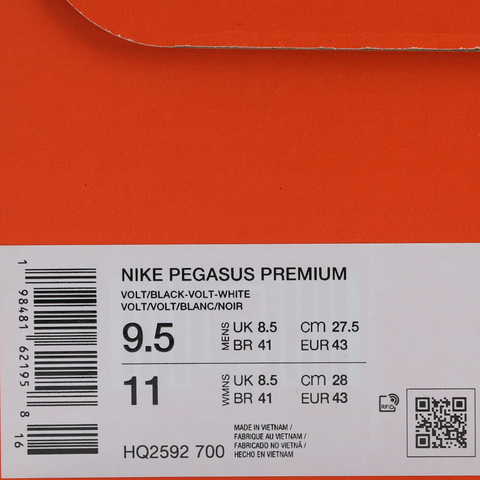 NIKE PEGASUS PREMIUM
VOLT/BLACK-VOLT-WHITE
VOLT/VOLT/BLANC/NOIR
9.5 MENS UK 8.5 cm 27.5
BR 41 EUR 43
11 WMNS UK 8.5 cm 28
BR 41 EUR 43
HQ2592 700
MADE IN VIETNAM /
FABRIQUE AU VIETNAM /
FABRICADO NO VIETNÃ /
HECHO EN VIETNAM
RFID
1 98481 62195 8
16